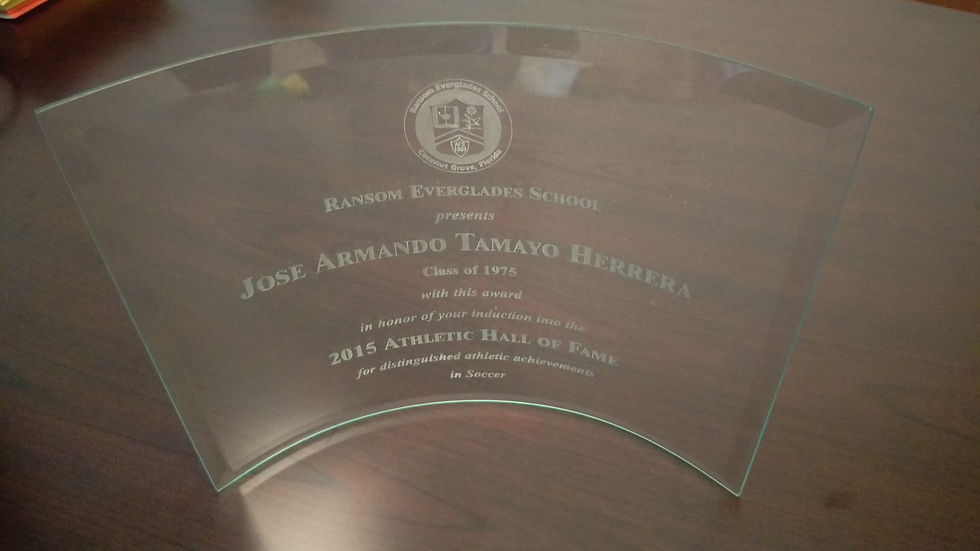 Ransom Everglades School
Coconut Grove, Florida
RANSOM EVERGLADES SCHOOL
presents
JOSE ARMANDO TAMAYO HERRERA
Class of 1975
with this award
in honor of your induction into the
2015 ATHLETIC HALL OF FAME
for distinguished athletic achievements
in Soccer